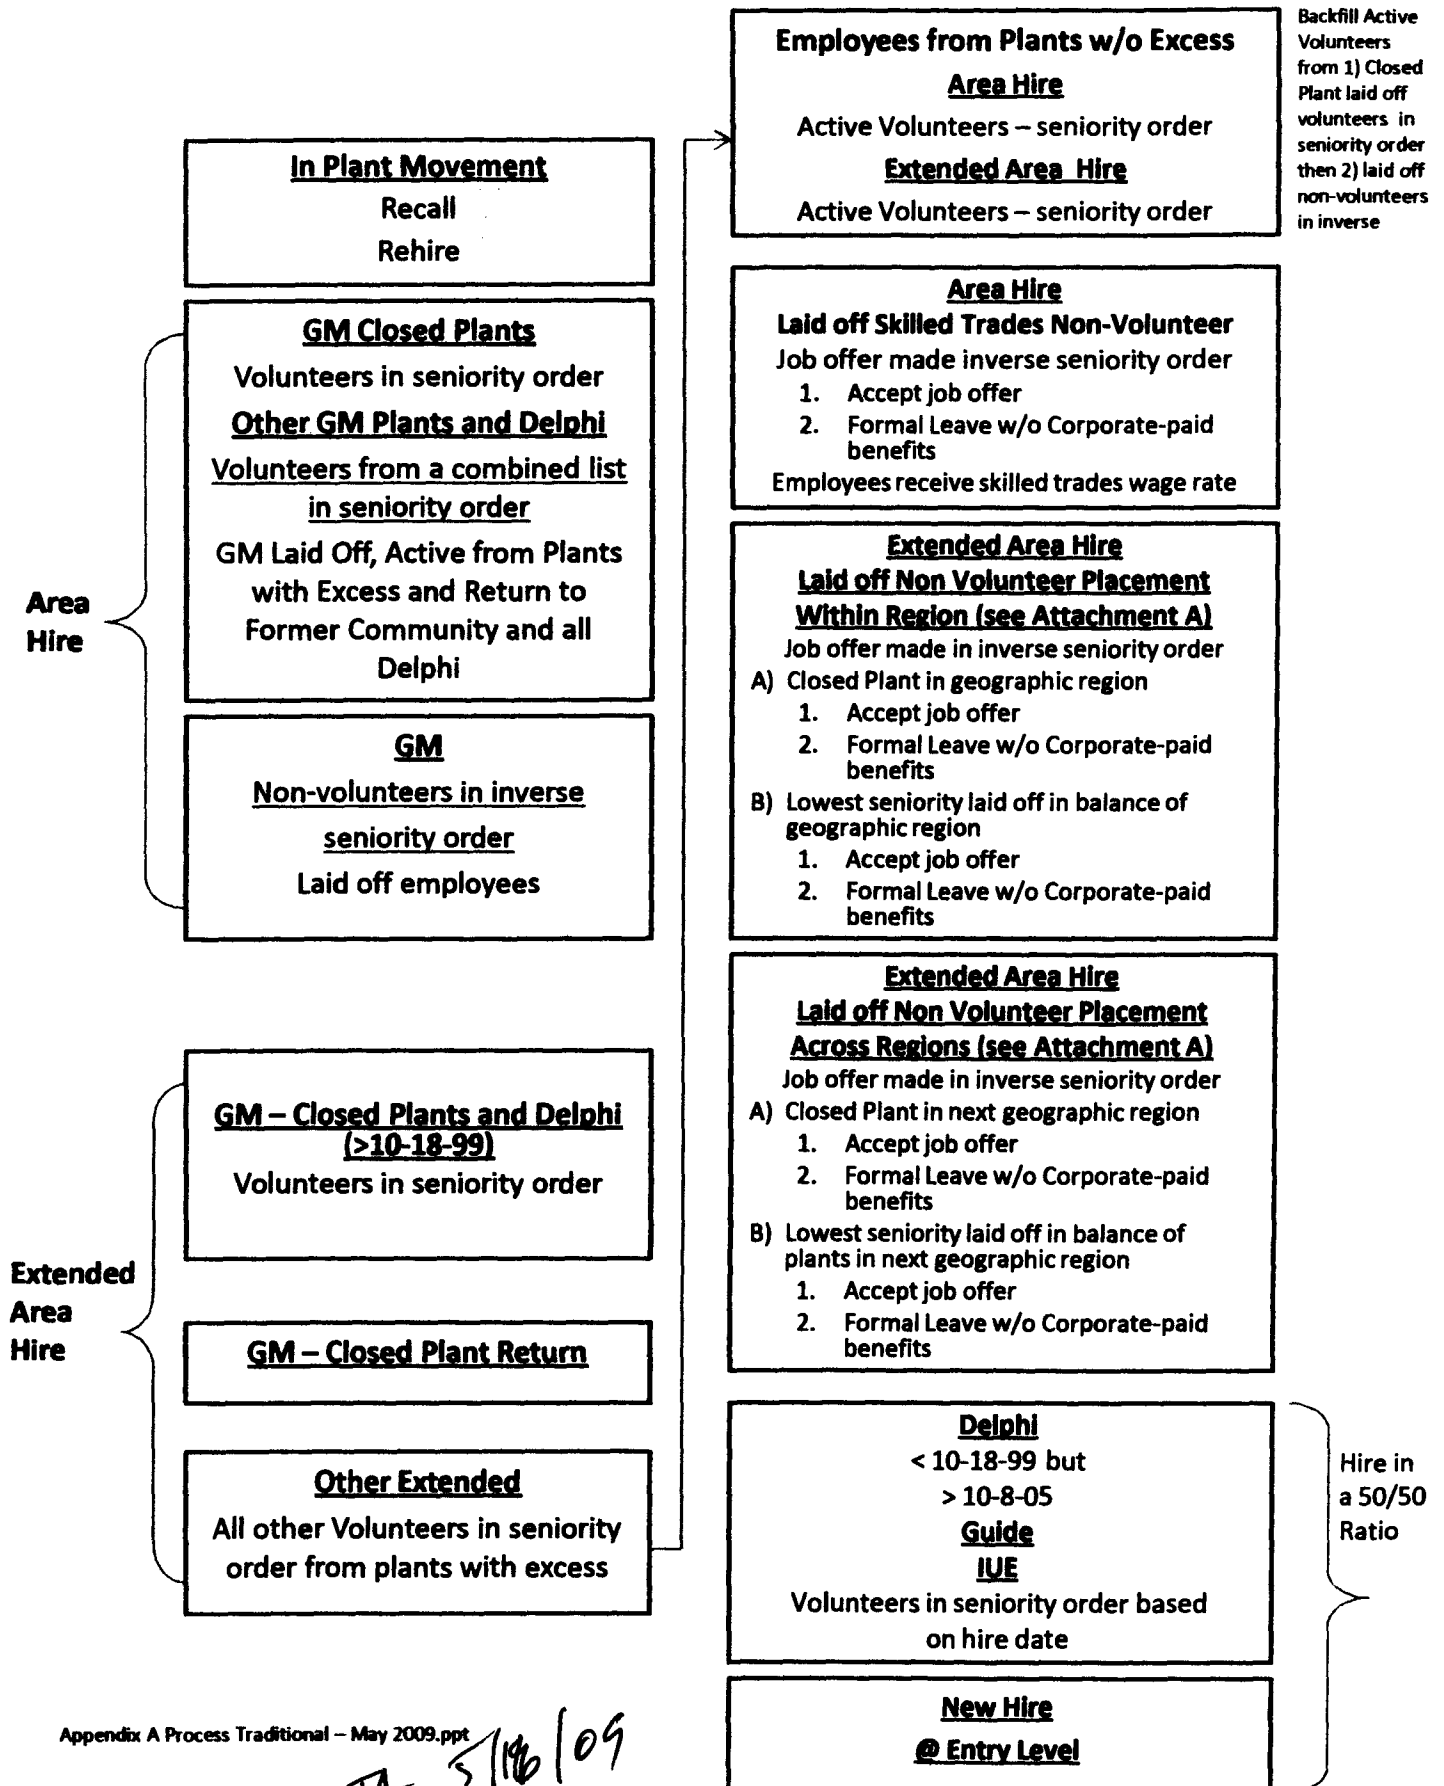 In Plant Movement
Recall
Rehire
Area
Hire
GM Closed Plants
Volunteers in seniority order
Other GM Plants and Delphi
Volunteers from a combined list
in seniority order
GM Laid Off, Active from Plants
with Excess and Return to
Former Community and all
Delphi
GM
Non-volunteers in inverse
seniority order
Laid off employees
Extended
Area
Hire
GM – Closed Plants and Delphi
(>10-18-99)
Volunteers in seniority order
GM – Closed Plant Return
Other Extended
All other Volunteers in seniority
order from plants with excess
Employees from Plants w/o Excess
Area Hire
Active Volunteers – seniority order
Extended Area Hire
Active Volunteers – seniority order
Backfill Active
Volunteers
from 1) Closed
Plant laid off
volunteers in
seniority order
then 2) laid off
non-volunteers
in inverse
Area Hire
Laid off Skilled Trades Non-Volunteer
Job offer made inverse seniority order
1. Accept job offer
2. Formal Leave w/o Corporate-paid
benefits
Employees receive skilled trades wage rate
Extended Area Hire
Laid off Non Volunteer Placement
Within Region (see Attachment A)
Job offer made in inverse seniority order
A) Closed Plant in geographic region
1. Accept job offer
2. Formal Leave w/o Corporate-paid
benefits
B) Lowest seniority laid off in balance of
geographic region
1. Accept job offer
2. Formal Leave w/o Corporate-paid
benefits
Extended Area Hire
Laid off Non Volunteer Placement
Across Regions (see Attachment A)
Job offer made in inverse seniority order
A) Closed Plant in next geographic region
1. Accept job offer
2. Formal Leave w/o Corporate-paid
benefits
B) Lowest seniority laid off in balance of
plants in next geographic region
1. Accept job offer
2. Formal Leave w/o Corporate-paid
benefits
Delphi
< 10-18-99 but
> 10-8-05
Guide
IUE
Volunteers in seniority order based
on hire date
Hire in
a 50/50
Ratio
New Hire
@ Entry Level
Appendix A Process Traditional – May 2009.ppt